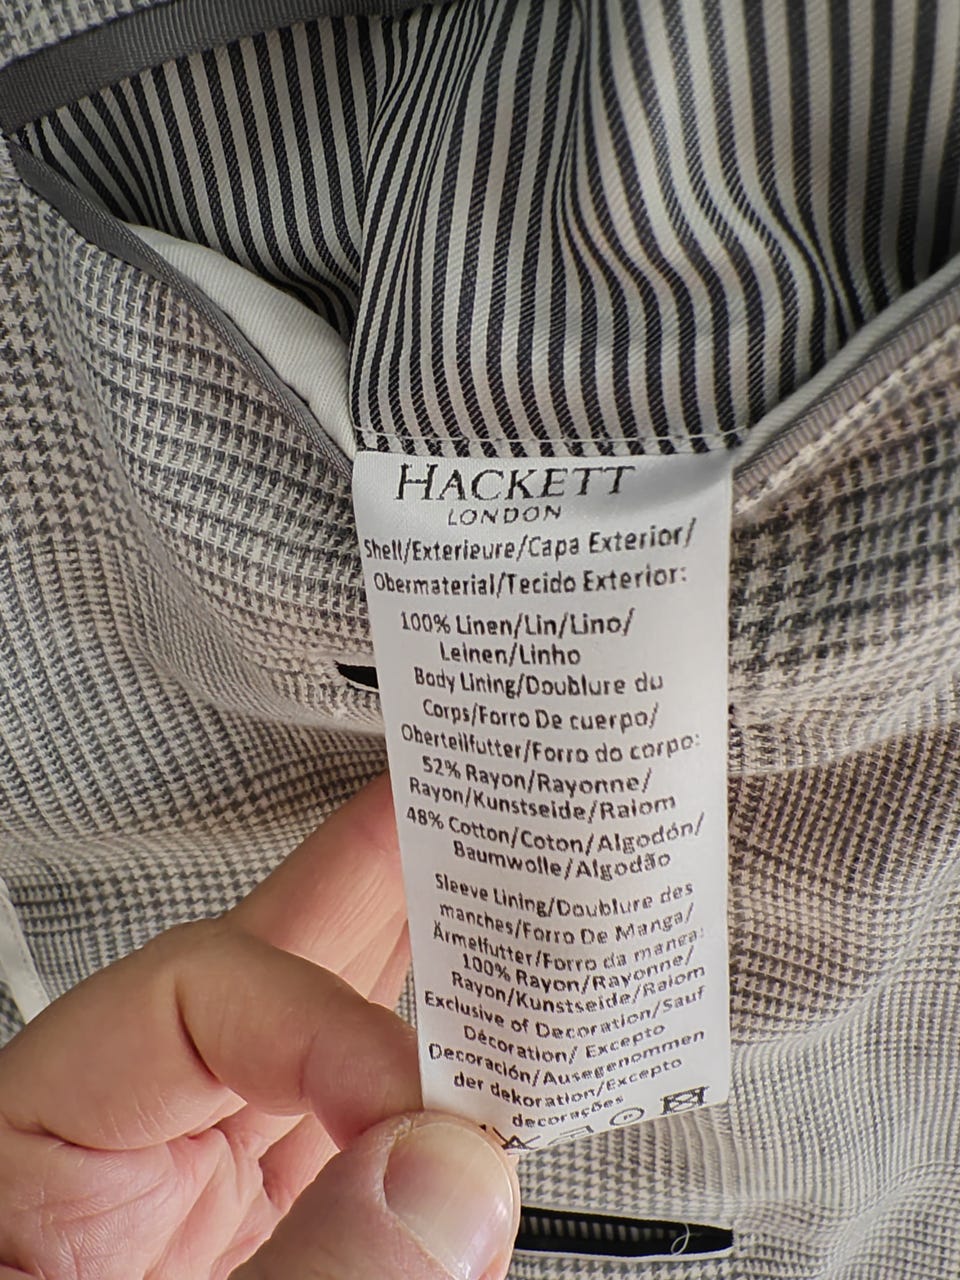 HACKETT
LONDON
Shell/Exterieure/Capa Exterior/
Obermaterial/Tecido Exterior:
100% Linen/Lin/Lino/
Leinen/Linho
Body Lining/Doublure du
Corps/Forro De cuerpo/
Oberteilfutter/Forro do corpo:
52% Rayon/Rayonne/
Rayon/Kunstseide/Raiom
48% Cotton/Coton/Algodón/
Baumwolle/Algodão
Sleeve Lining/Doublure des
manches/Forro De Manga/
Ärmelfutter/Forro da manga:
100% Rayon/Rayonne/
Rayon/Kunstseide/Raiom
Exclusive of Decoration/Sauf
Décoration/ Excepto
Decoración/Ausegenommen
der dekoration/Excepto
decorações